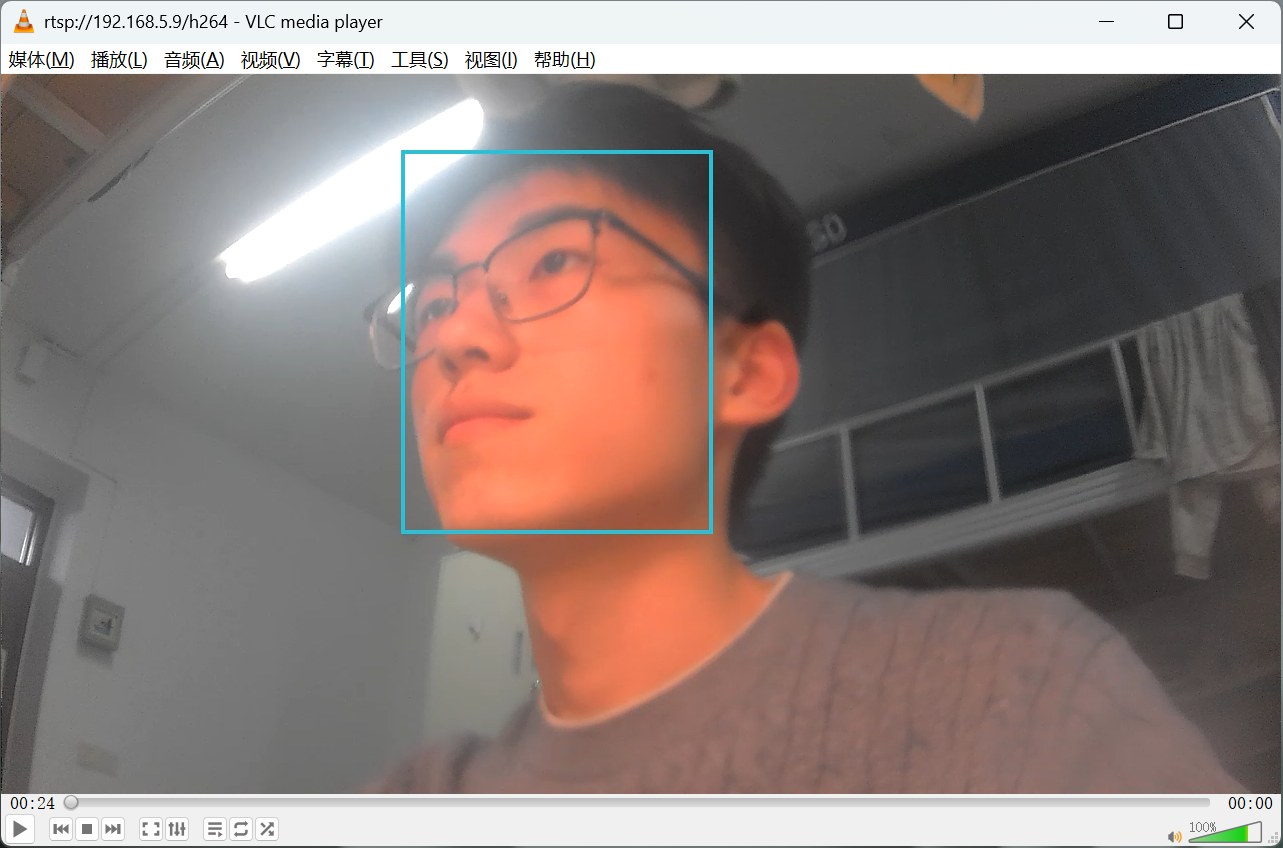 rtsp://192.168.5.9/h264 - VLC media player
媒体(M) 播放(L) 音频(A) 视频(V) 字幕(T) 工具(S) 视图(I) 帮助(H)
00:24 00:00
100%